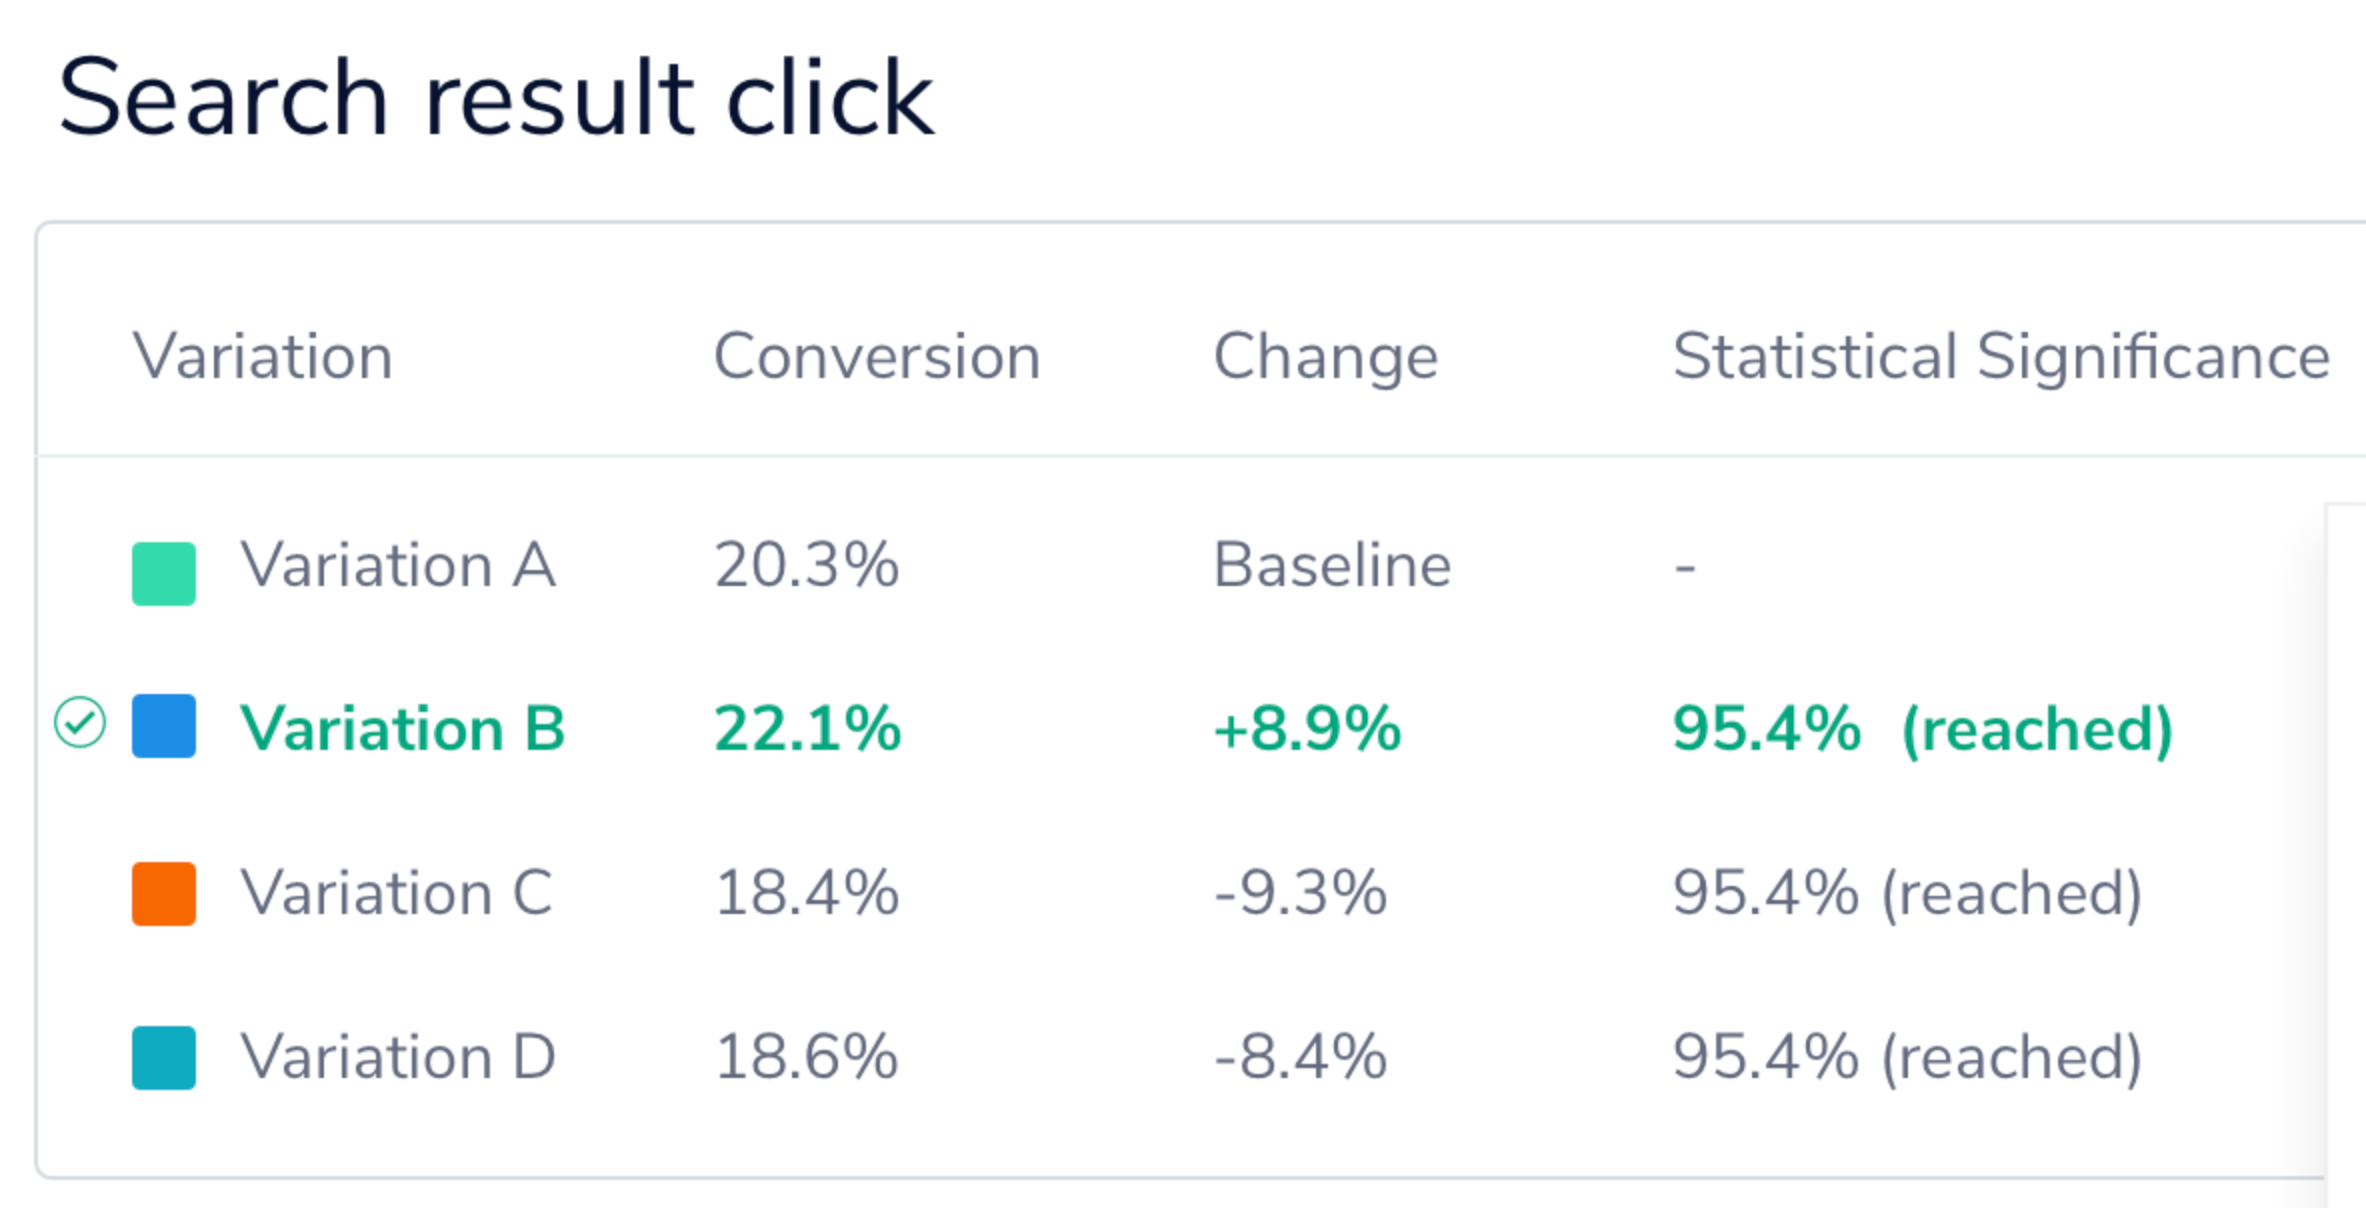 Search result click
Variation Conversion Change Statistical Significance
Variation A 20.3% Baseline -
Variation B 22.1% +8.9% 95.4% (reached)
Variation C 18.4% -9.3% 95.4% (reached)
Variation D 18.6% -8.4% 95.4% (reached)